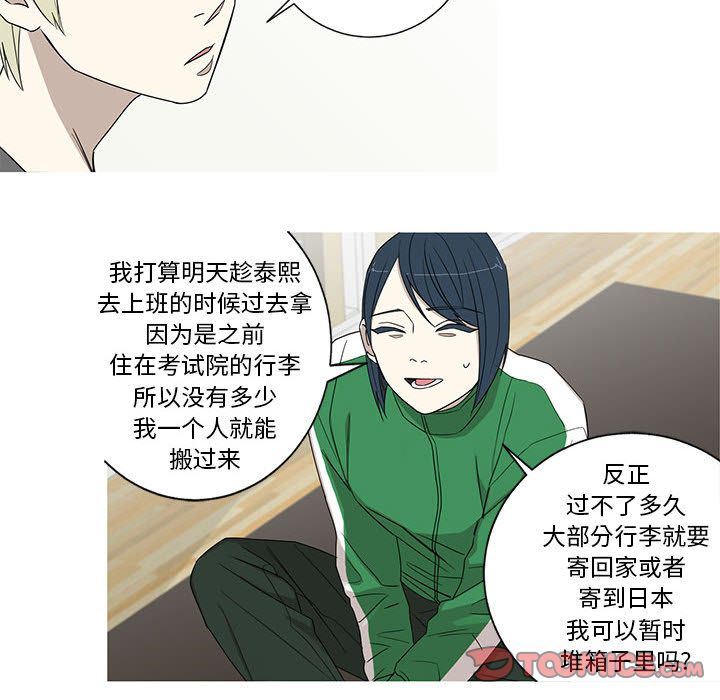 我打算明天趁泰熙
去上班的时候过去拿
因为是之前
住在考试院的行李
所以没有多少
我一个人就能
搬过来
反正
过不了多久
大部分行李就要
寄回家或者
寄到日本
我可以暂时
堆箱子里吗?
TOOMICS.COM